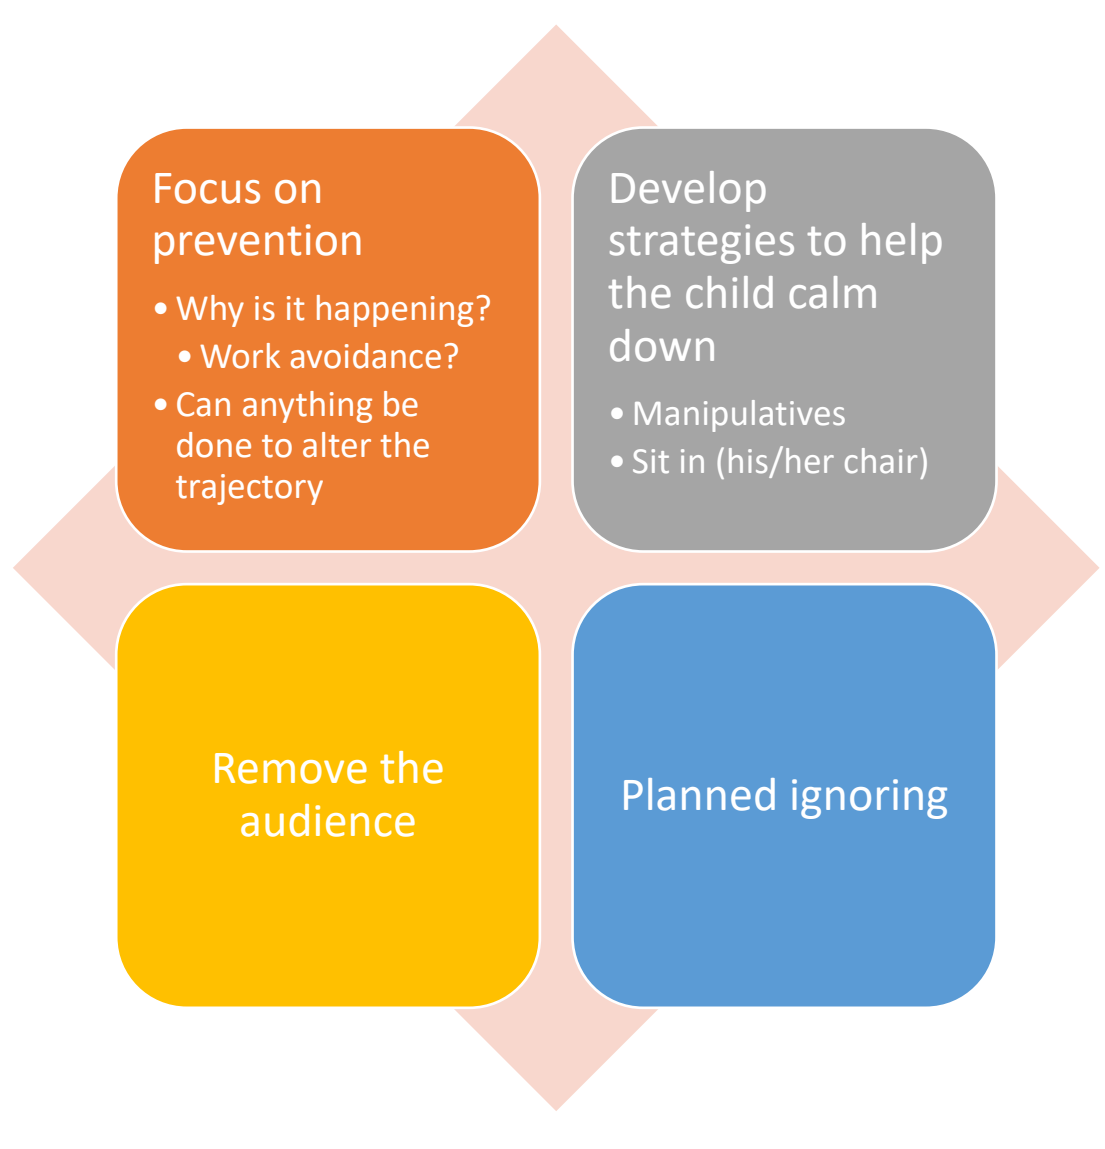 Focus on
prevention
• Why is it happening?
• Work avoidance?
• Can anything be
done to alter the
trajectory
Develop
strategies to help
the child calm
down
• Manipulatives
• Sit in (his/her chair)
Remove the
audience
Planned ignoring